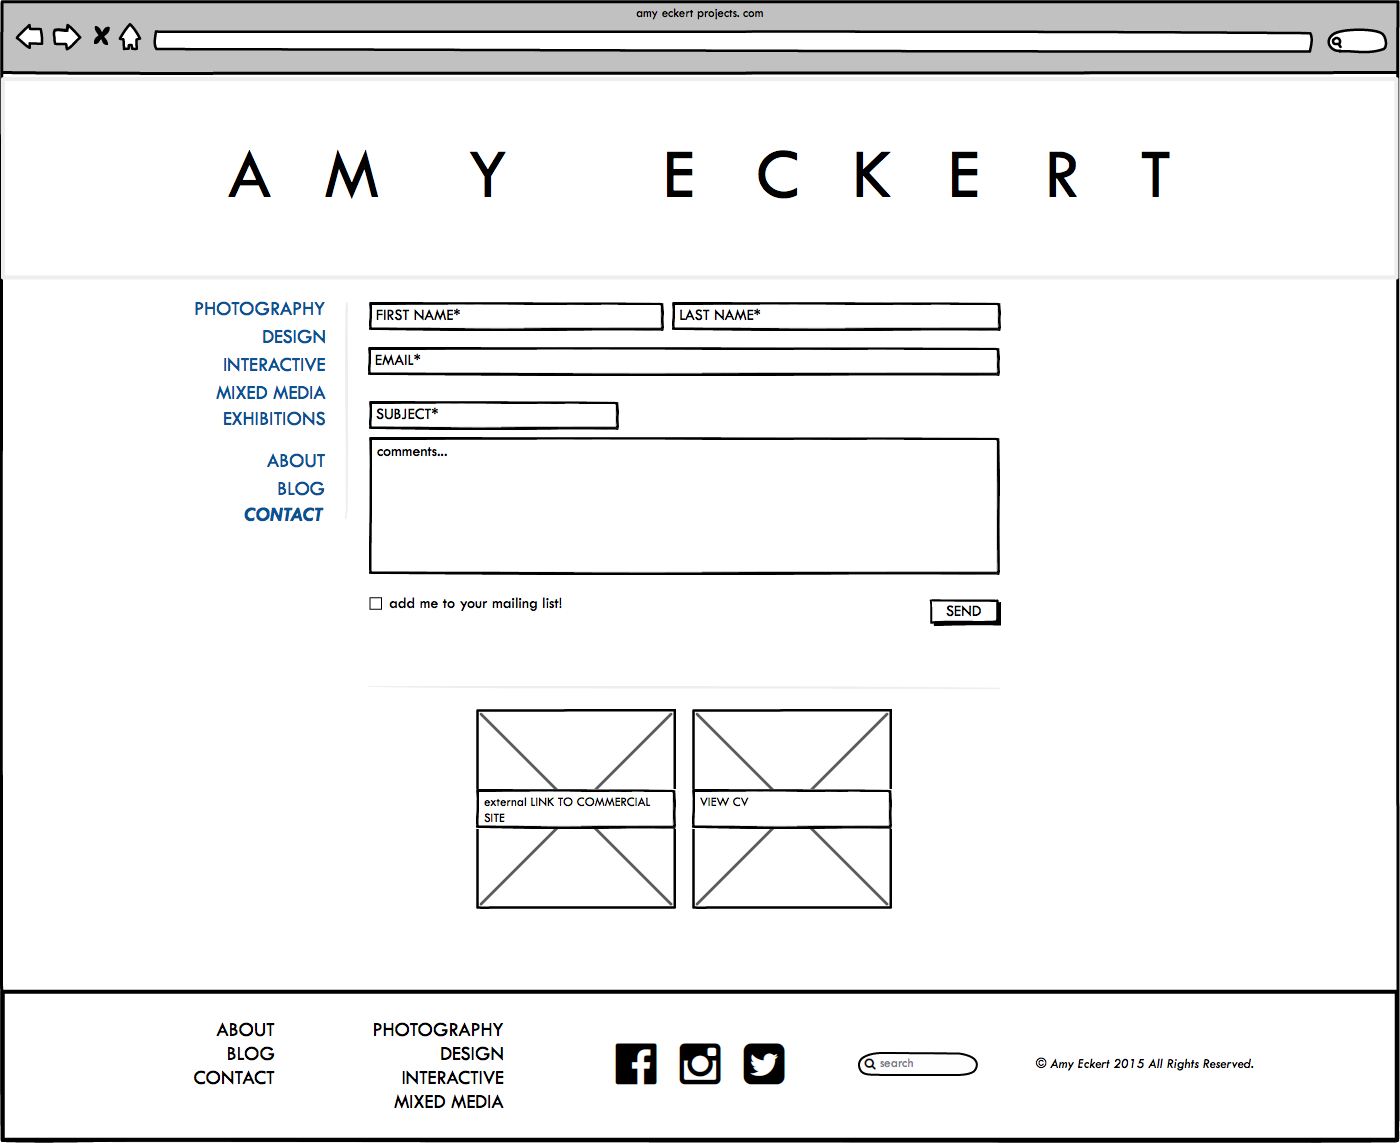 amy eckert projects. com
AMY ECKERT
PHOTOGRAPHY
DESIGN
INTERACTIVE
MIXED MEDIA
EXHIBITIONS
ABOUT
BLOG
CONTACT
FIRST NAME*
LAST NAME*
EMAIL*
SUBJECT*
comments...
add me to your mailing list!
SEND
external LINK TO COMMERCIAL
SITE
VIEW CV
ABOUT
BLOG
CONTACT
PHOTOGRAPHY
DESIGN
INTERACTIVE
MIXED MEDIA
search
© Amy Eckert 2015 All Rights Reserved.